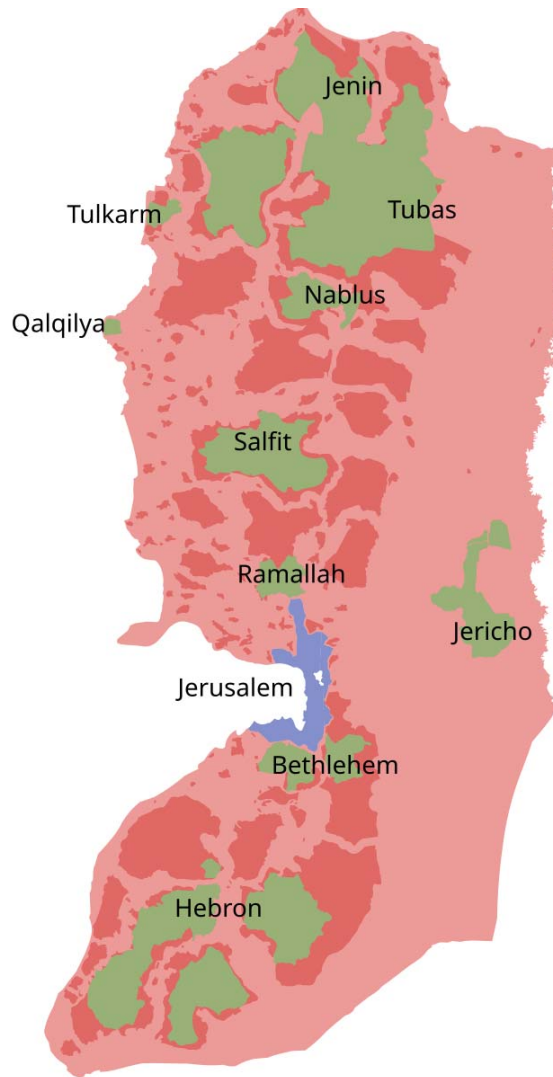 Jenin
Tulkarm
Tubas
Nablus
Qalqilya
Salfit
Ramallah
Jericho
Jerusalem
Bethlehem
Hebron